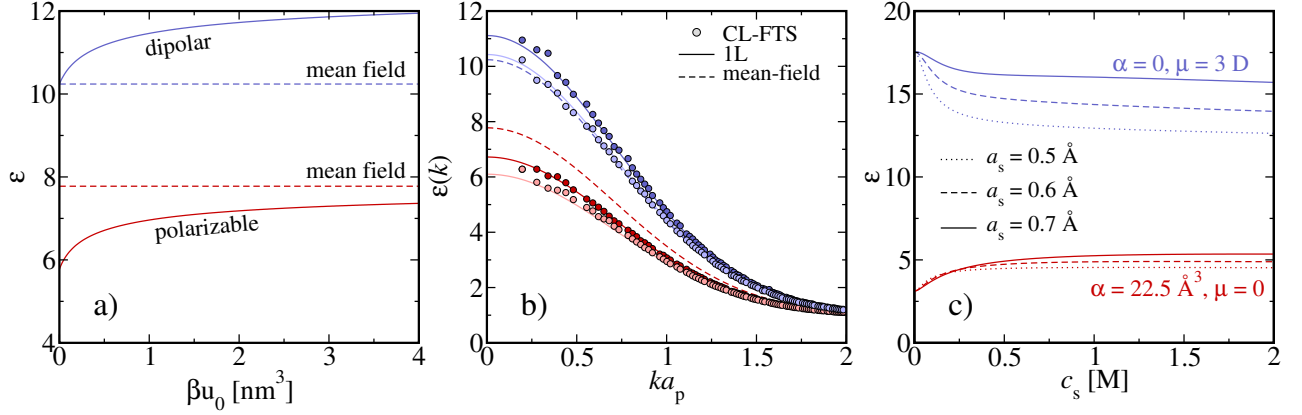 12
10
8
6
4
ε
dipolar
mean field
mean field
polarizable
a)
0
1
2
3
4
βu₀ [nm³]
12
10
8
6
4
2
0
ε(k)
CL-FTS
1L
mean-field
b)
0
0.5
1
1.5
2
kaₚ
20
15
10
5
0
ε
α = 0, μ = 3 D
aₛ = 0.5 Å
aₛ = 0.6 Å
aₛ = 0.7 Å
α = 22.5 Å³, μ = 0
c)
0
0.5
1
1.5
2
cₛ [M]